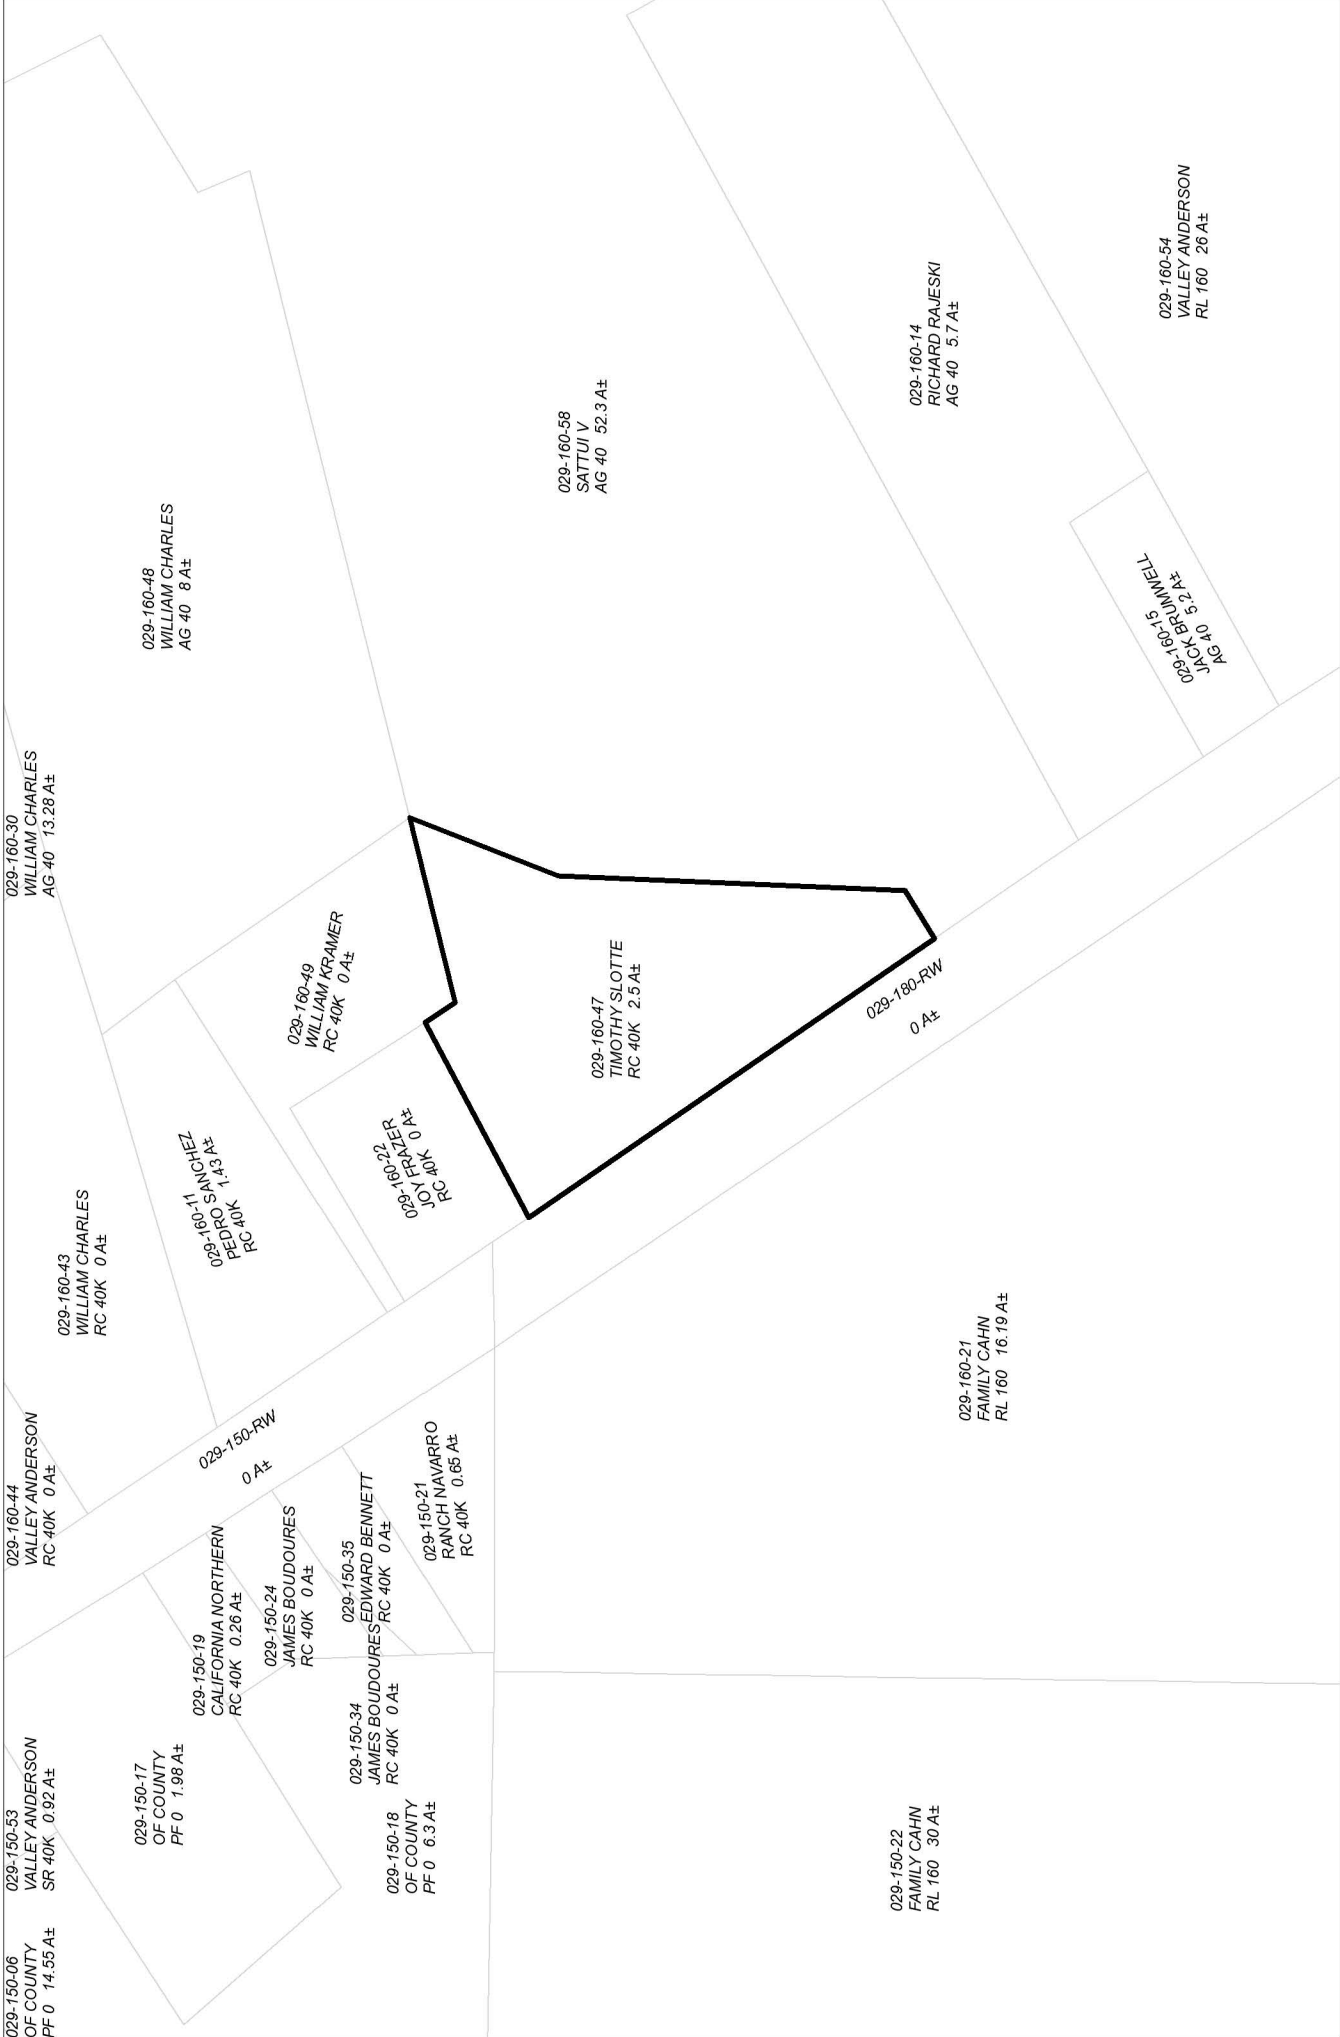 029-150-06
OF COUNTY
PF 0 14.55 A±
029-150-53
VALLEY ANDERSON
SR 40K 0.92 A±
029-160-44
VALLEY ANDERSON
RC 40K 0 A±
029-160-30
WILLIAM CHARLES
AG 40 13.28 A±
029-160-43
WILLIAM CHARLES
RC 40K 0 A±
029-160-48
WILLIAM CHARLES
AG 40 8 A±
029-150-17
OF COUNTY
PF 0 1.98 A±
029-150-19
CALIFORNIA NORTHERN
RC 40K 0.26 A±
029-150-RW
0 A±
029-160-11
PEDRO SANCHEZ
RC 40K 1.43 A±
029-160-49
WILLIAM KRAMER
RC 40K 0 A±
029-150-24
JAMES BOUDOURES
RC 40K 0 A±
029-150-34
JAMES BOUDOURES
RC 40K 0 A±
029-150-35
EDWARD BENNETT
RC 40K 0 A±
029-160-22
JOY FRAZER
RC 40K 0 A±
029-150-18
OF COUNTY
PF 0 6.3 A±
029-150-21
RANCH NAVARRO
RC 40K 0.65 A±
029-160-58
SATTUI V
AG 40 52.3 A±
029-160-47
TIMOTHY SLOTTE
RC 40K 2.5 A±
029-180-RW
0 A±
029-160-14
RICHARD RAJESKI
AG 40 5.7 A±
029-150-22
FAMILY CAHN
RL 160 30 A±
029-160-21
FAMILY CAHN
RL 160 16.19 A±
029-160-15
JACK BRUMWELL
AG 40 5.2 A±
029-160-54
VALLEY ANDERSON
RL 160 26 A±